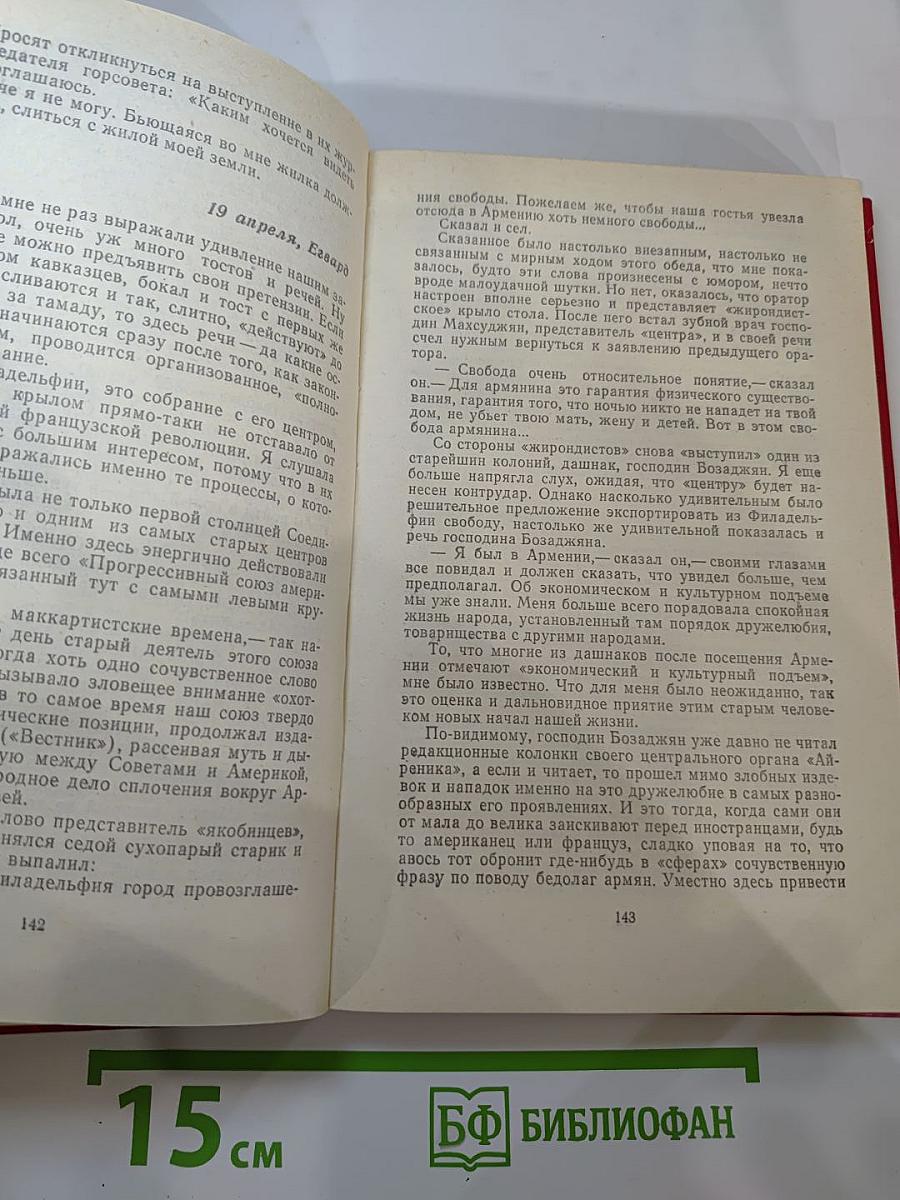 росят откликнуться на выступление в их жур-
едателя горсовета: «Каким хочется видеть
оглашаюсь.
че я не могу. Бьющаяся во мне жилка долж-
, слиться с жилой моей земли.
19 апреля, Егвард
мне не раз выражали удивление нашим за-
ол, очень уж много тостов и речей. Ну
е можно предъявить свои претензии. Если
ом кавказцев, бокал и тост с первых же
сливаются и так, слитно, «действуют» до
за тамаду, то здесь речи — да какие ос-
начинаются сразу после того, как закон-
м, проводится организованное, «полно-
ание.
адельфии, это собрание с его центром,
крылом прямо-таки не отставало от
й французской революции. Я слушала
с большим интересом, потому что в их
ражались именно те процессы, о кото-
ньше.
ыла не только первой столицей Соеди-
о и одним из самых старых центров
Именно здесь энергично действовали
де всего «Прогрессивный союз амери-
язанный тут с самыми левыми кру-
маккартистские времена,— так на-
день старый деятель этого союза
огда хоть одно сочувственное слово
ызывало зловещее внимание «охот-
в то самое время наш союз твердо
ические позиции, продолжал изда-
(«Вестник»), рассеивая муть и ды-
ую между Советами и Америкой,
родное дело сплочения вокруг Ар-
ей.
лово представитель «якобинцев»,
нялся седой сухопарый старик и
выпалил:
иладельфия город провозглаше-
142
ния свободы. Пожелаем же, чтобы наша гостья увезла
отсюда в Армению хоть немного свободы...
Сказал и сел.
Сказанное было настолько внезапным, настолько не
связанным с мирным ходом этого обеда, что мне пока-
залось, будто эти слова произнесены с юмором, нечто
вроде малоудачной шутки. Но нет, оказалось, что оратор
настроен вполне серьезно и представляет «жирондист-
ское» крыло стола. После него встал зубной врач госпо-
дин Махсуджян, представитель «центра», и в своей речи
счел нужным вернуться к заявлению предыдущего ора-
тора.
— Свобода очень относительное понятие,— сказал
он.— Для армянина это гарантия физического существо-
вания, гарантия того, что ночью никто не нападет на твой
дом, не убьет твою мать, жену и детей. Вот в этом сво-
бода армянина...
Со стороны «жирондистов» снова «выступил» один из
старейшин колоний, дашнак, господин Бозаджян. Я еще
больше напрягла слух, ожидая, что «центру» будет на-
несен контрудар. Однако насколько удивительным было
решительное предложение экспортировать из Филадель-
фии свободу, настолько же удивительной показалась и
речь господина Бозаджяна.
— Я был в Армении,— сказал он,— своими глазами
все повидал и должен сказать, что увидел больше, чем
предполагал. Об экономическом и культурном подъеме
мы уже знали. Меня больше всего порадовала спокойная
жизнь народа, установленный там порядок дружелюбия,
товарищества с другими народами.
То, что многие из дашнаков после посещения Арме-
нии отмечают «экономический и культурный подъем»,
мне было известно. Что для меня было неожиданно, так
это оценка и дальновидное приятие этим старым челове-
ком новых начал нашей жизни.
По-видимому, господин Бозаджян уже давно не читал
редакционные колонки своего центрального органа «Ай-
реника», а если и читает, то прошел мимо злобных изде-
вок и нападок именно на это дружелюбие в самых разно-
образных его проявлениях. И это тогда, когда сами они
от мала до велика заискивают перед иностранцами, будь
то американец или француз, сладко уповая на то, что
авось тот обронит где-нибудь в «сферах» сочувственную
фразу по поводу бедолаг армян. Уместно здесь привести
143
15 см
БФ БИБЛИОФАН